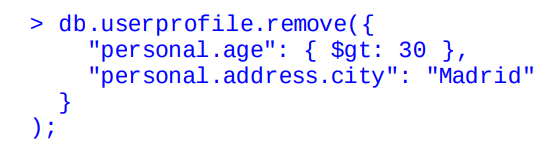 > db.userprofile.remove({
    "personal.age": { $gt: 30 },
    "personal.address.city": "Madrid"
  }
);